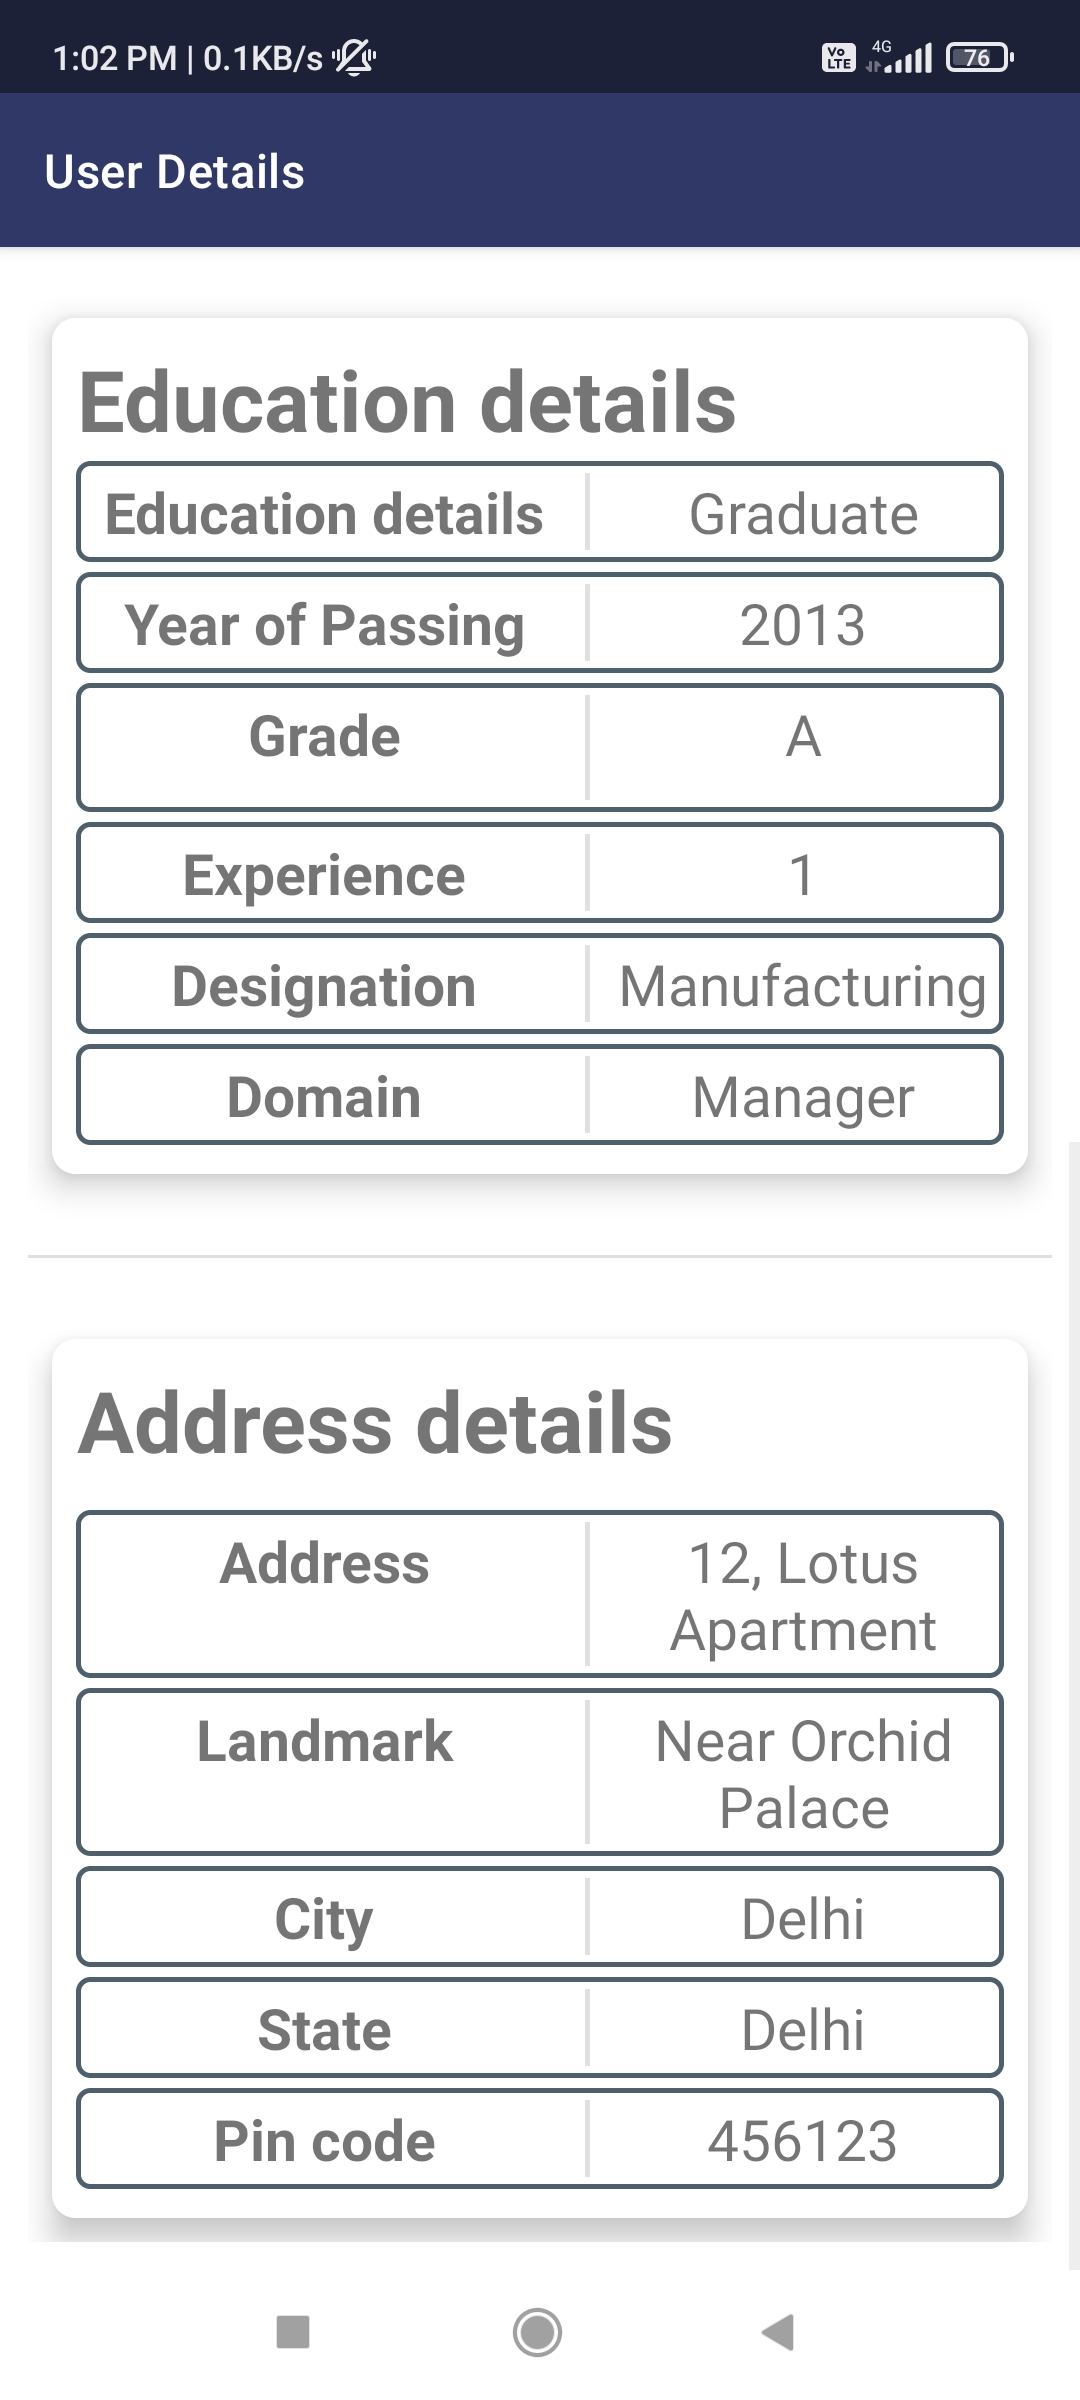 1:02 PM | 0.1KB/s
Vo LTE 4G 76
User Details
Education details
Education details Graduate
Year of Passing 2013
Grade A
Experience 1
Designation Manufacturing
Domain Manager
Address details
Address 12, Lotus
Apartment
Landmark Near Orchid
Palace
City Delhi
State Delhi
Pin code 456123